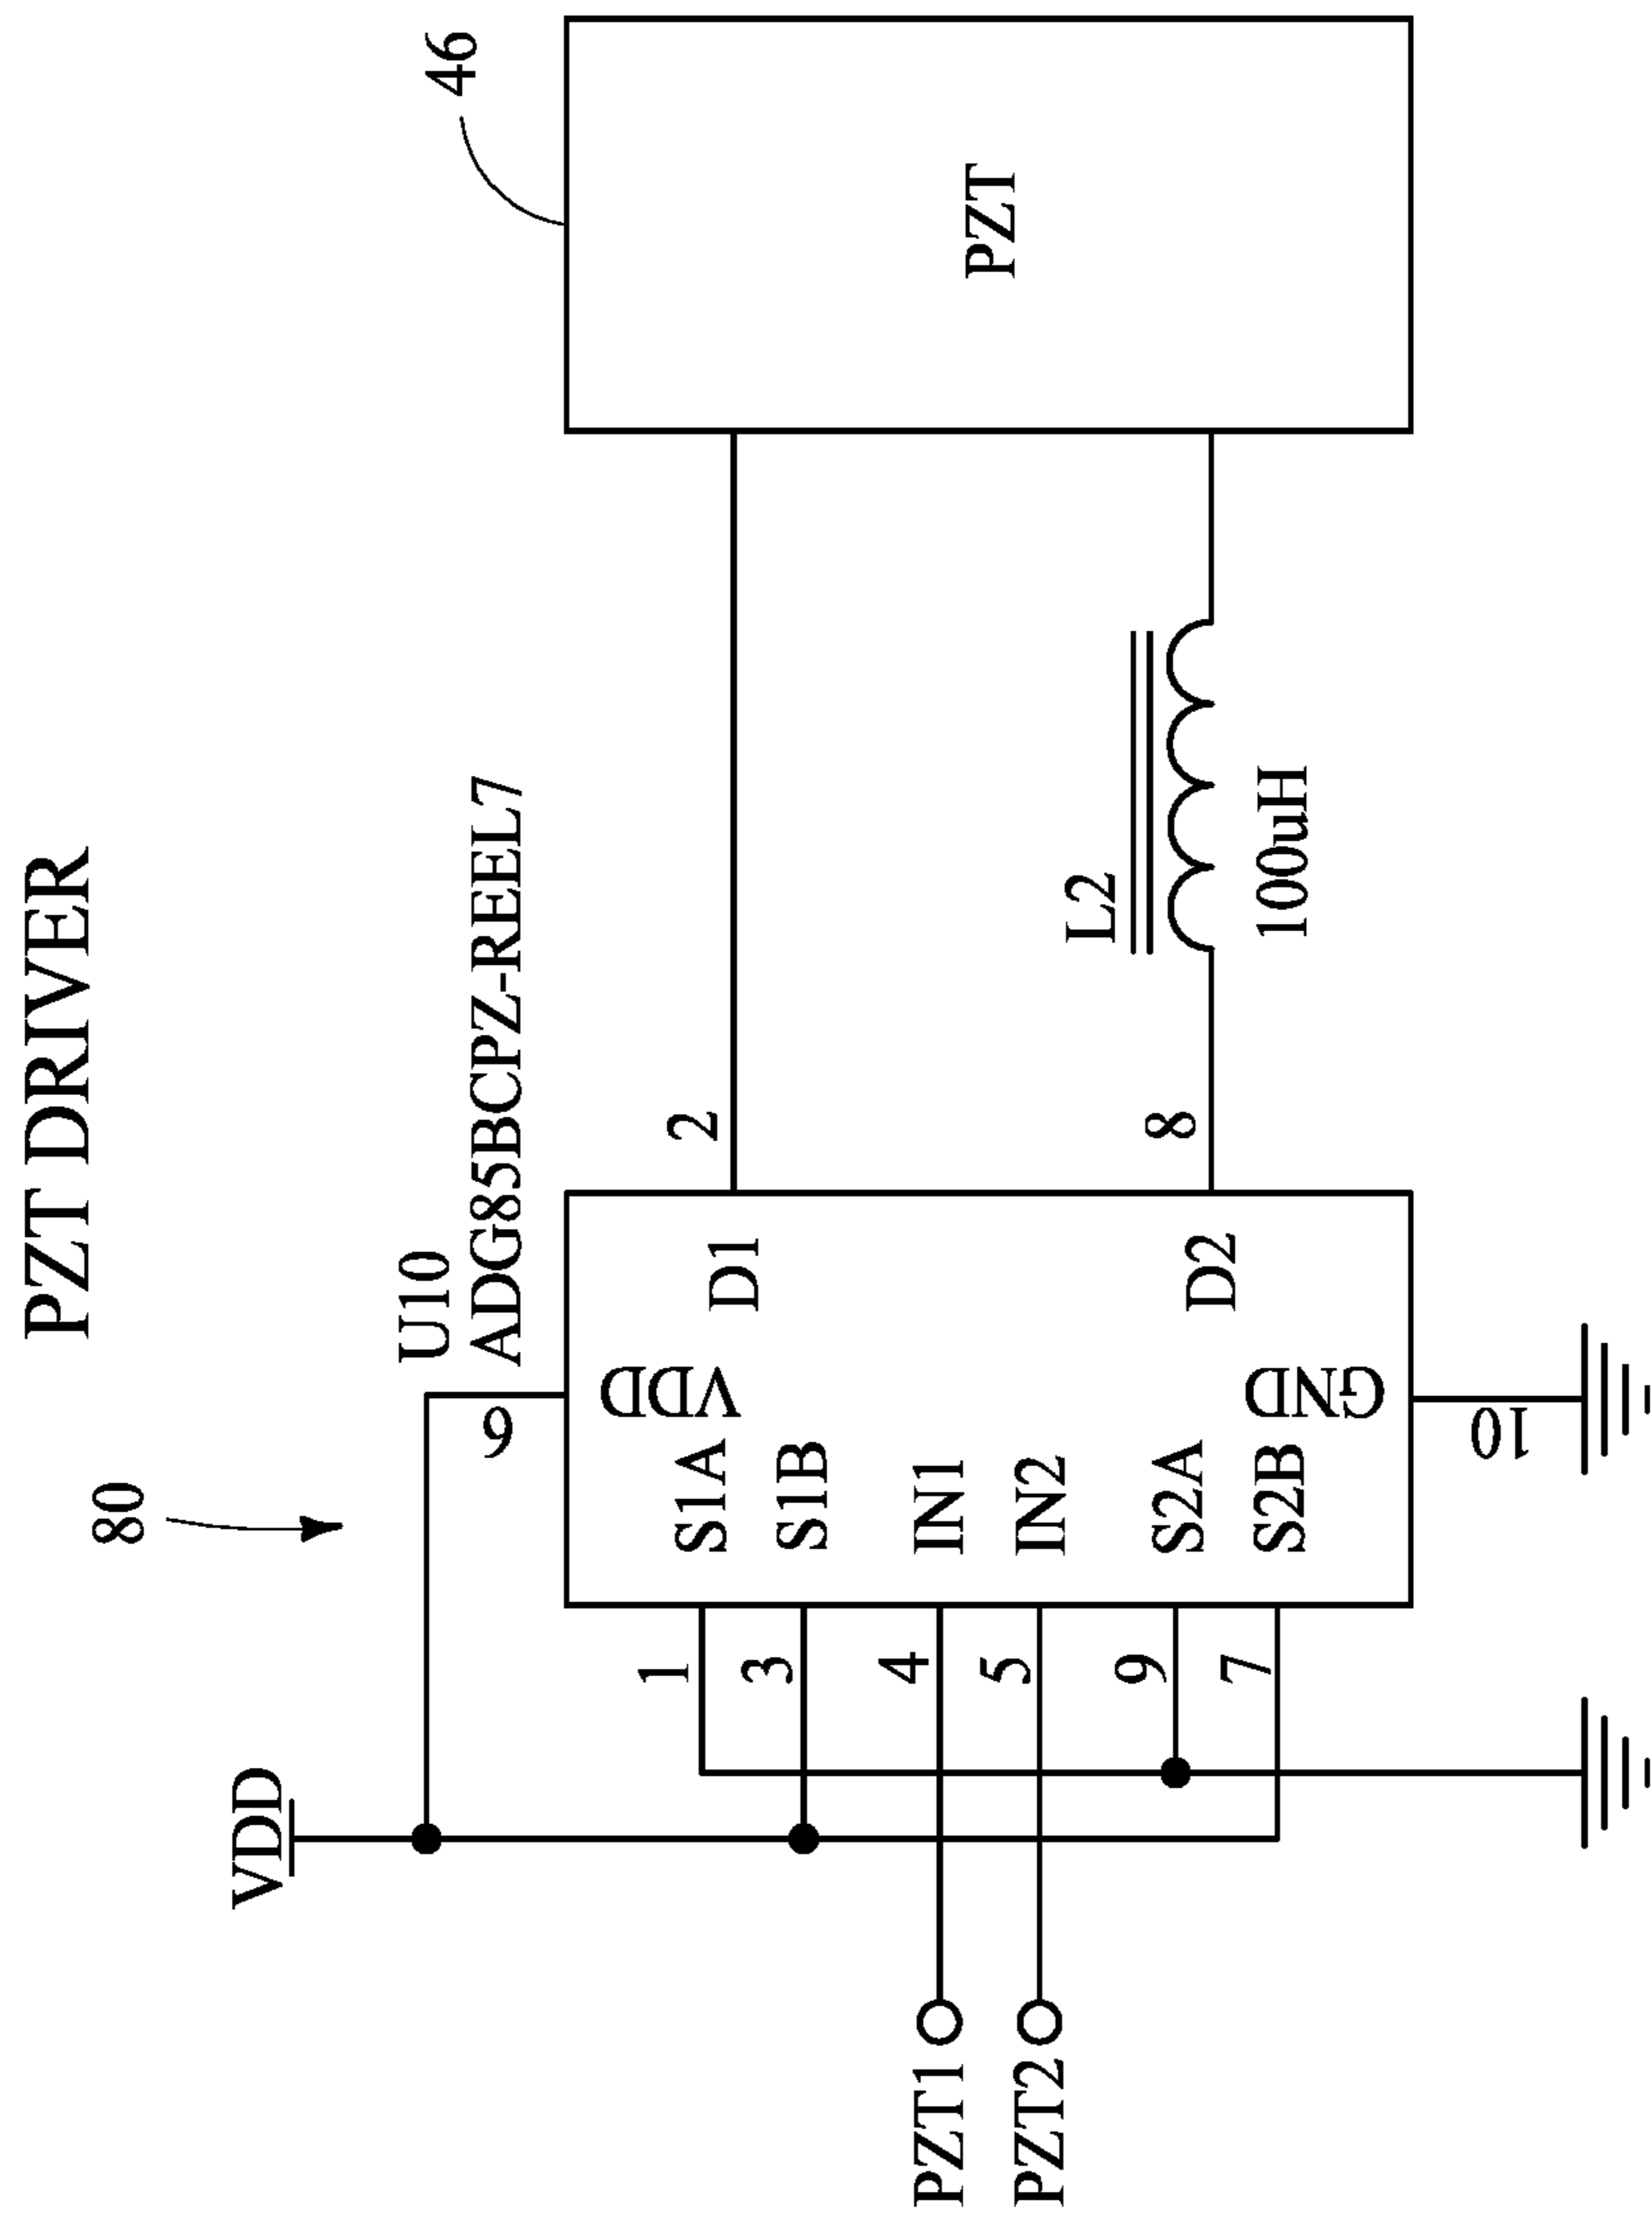 PZT DRIVER
80
VDD
U10
ADG85BCPZ-REEL7
46
6
VDD
1
S1A
D1
2
3
S1B
PZT1
4
IN1
PZT
PZT2
5
IN2
L2
9
S2A
D2
8
7
S2B
GND
100uH
10